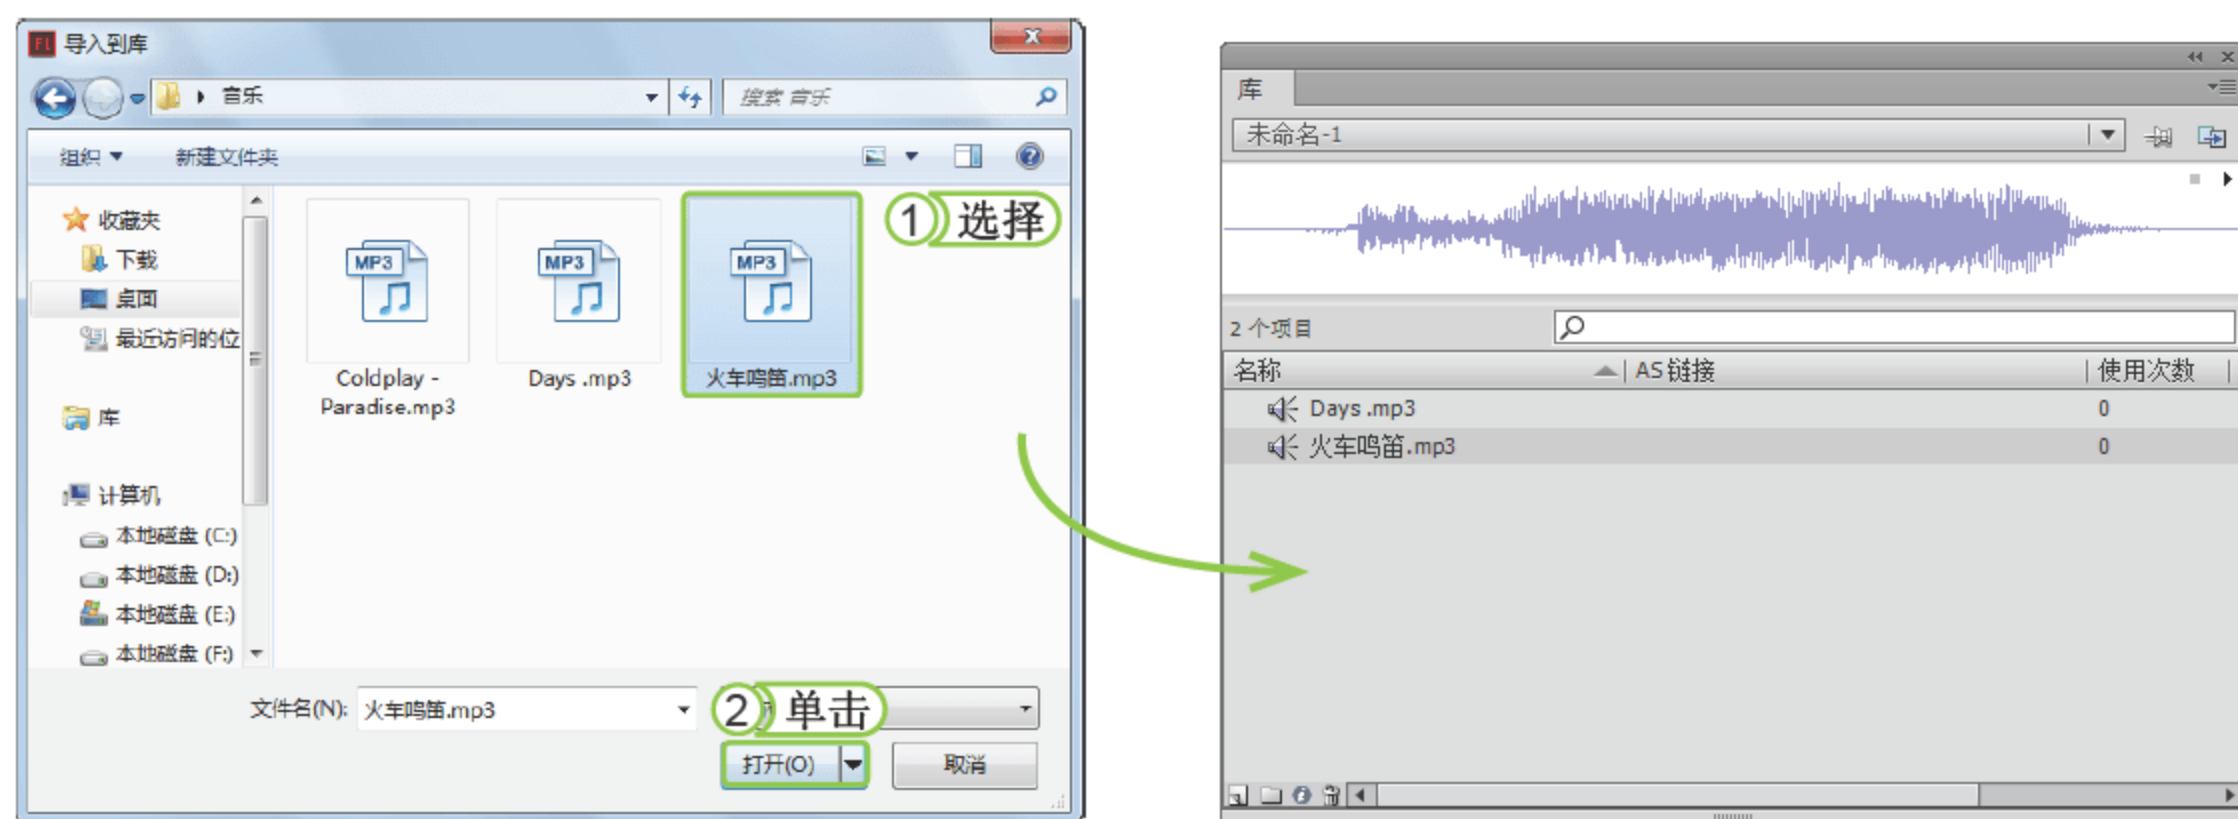 导入到库
音乐
搜索 音乐
组织
新建文件夹
收藏夹
下载
桌面
最近访问的位
库
计算机
本地磁盘 (C:)
本地磁盘 (D:)
本地磁盘 (E:)
本地磁盘 (F:)
MP3
Coldplay -
Paradise.mp3
MP3
Days .mp3
MP3
火车鸣笛.mp3
1 选择
文件名(N):
火车鸣笛.mp3
2 单击
打开(O)
取消
库
未命名-1
2 个项目
名称
AS 链接
使用次数
Days .mp3
0
火车鸣笛.mp3
0